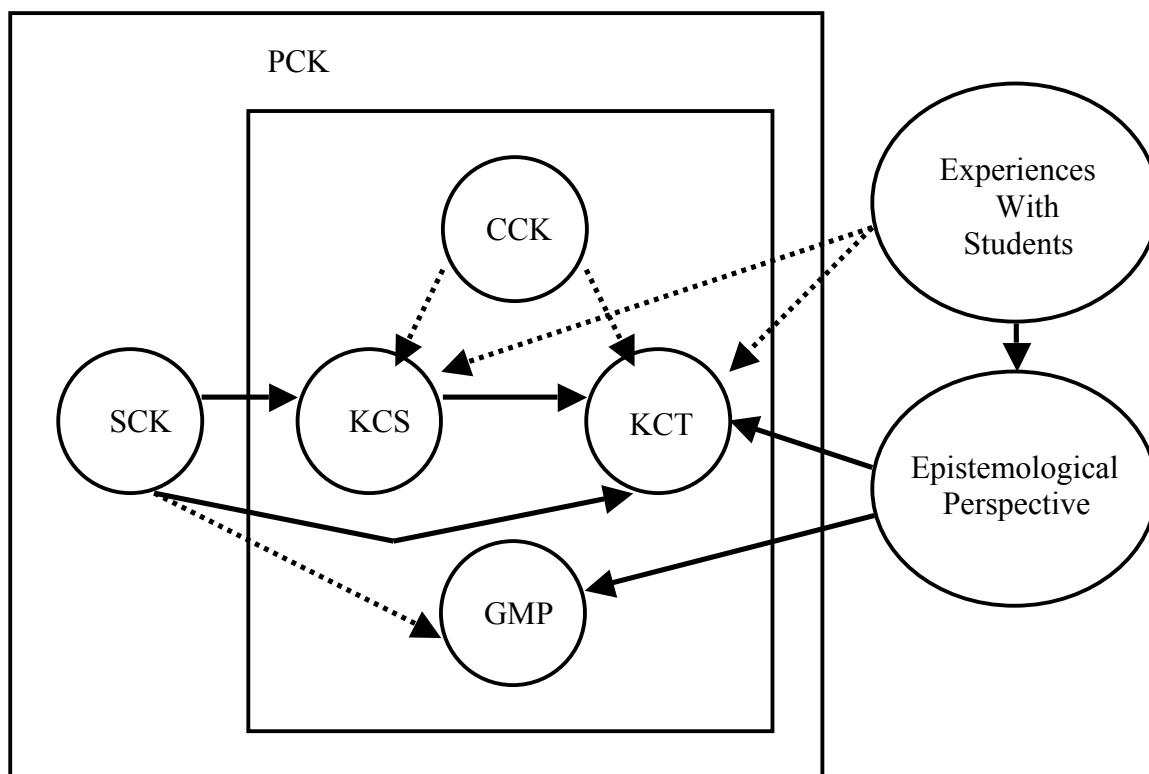 PCK
CCK
Experiences
With
Students
SCK
KCS
KCT
Epistemological
Perspective
GMP